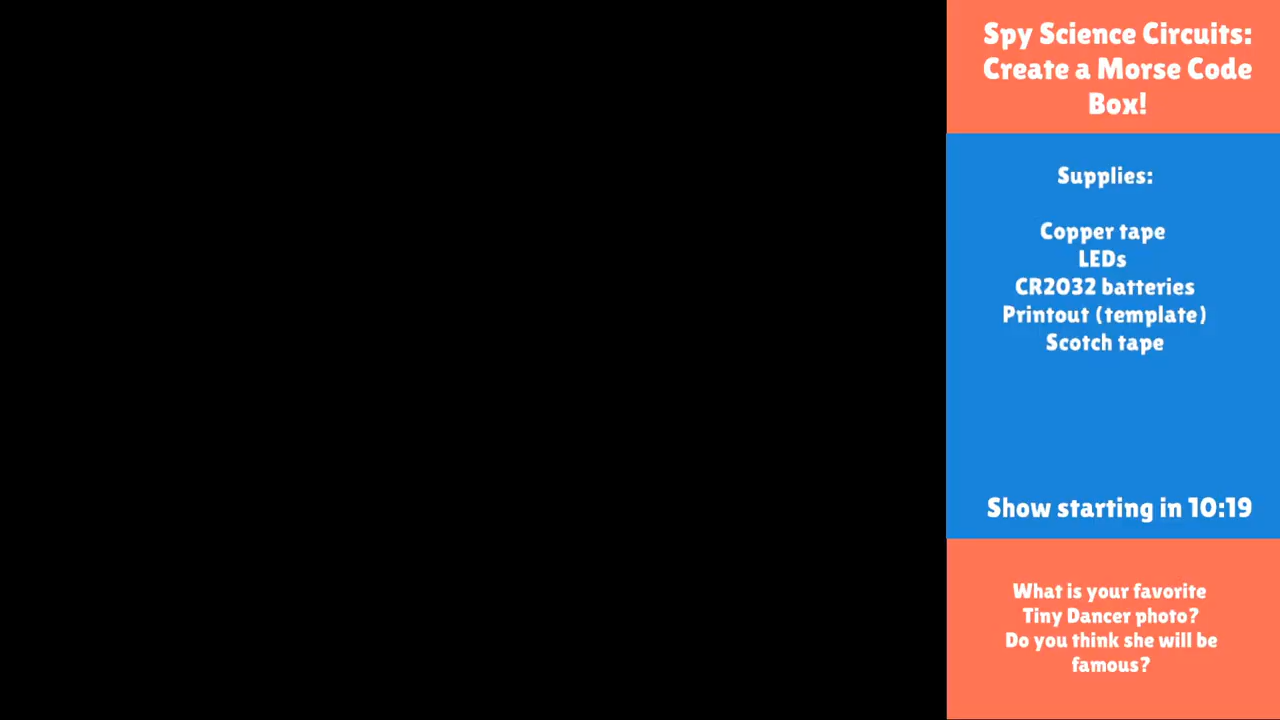 Spy Science Circuits:
Create a Morse Code
Box!
Supplies:
Copper tape
LEDs
CR2032 batteries
Printout (template)
Scotch tape
Show starting in 10:19
What is your favorite
Tiny Dancer photo?
Do you think she will be
famous?